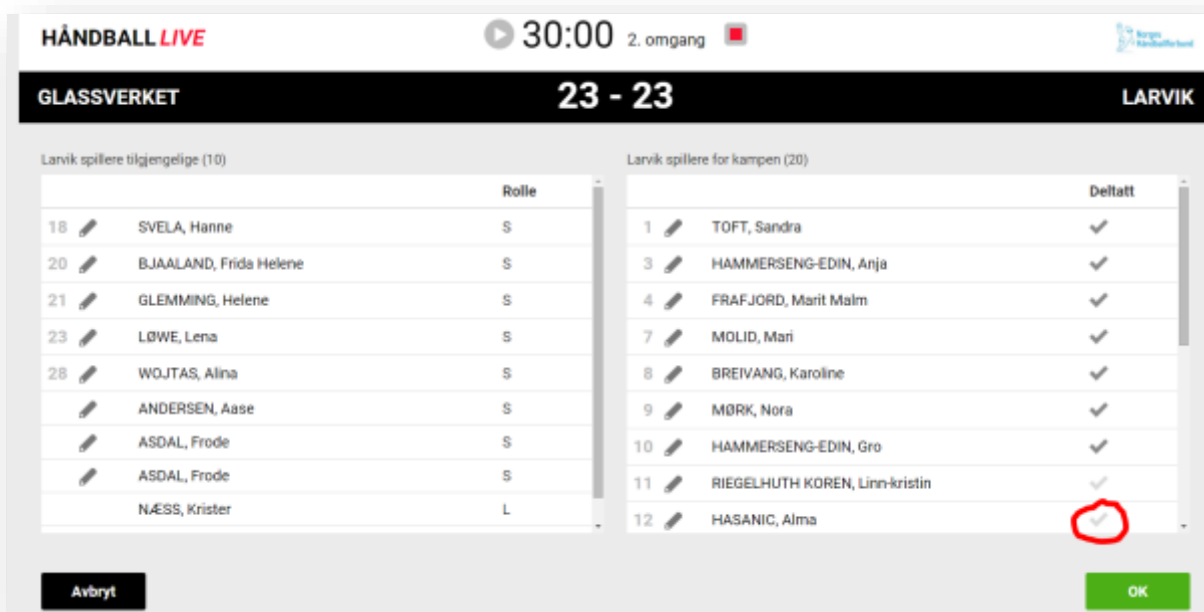 HÅNDBALL LIVE
30:00 2. omgang
Norges
Håndballforbund
GLASSVERKET 23 - 23 LARVIK
Larvik spillere tilgjengelige (10)
Rolle
18 SVELA, Hanne S
20 BJAALAND, Frida Helene S
21 GLEMMING, Helene S
23 LØWE, Lena S
28 WOJTAS, Alina S
ANDERSEN, Aase S
ASDAL, Frode S
ASDAL, Frode S
NÆSS, Krister L
Larvik spillere for kampen (20)
Deltatt
1 TOFT, Sandra
3 HAMMERSENG-EDIN, Anja
4 FRAFJORD, Marit Malm
7 MOLID, Mari
8 BREIVANG, Karoline
9 MØRK, Nora
10 HAMMERSENG-EDIN, Gro
11 RIEGELHUTH KOREN, Linn-kristin
12 HASANIC, Alma
Avbryt
OK